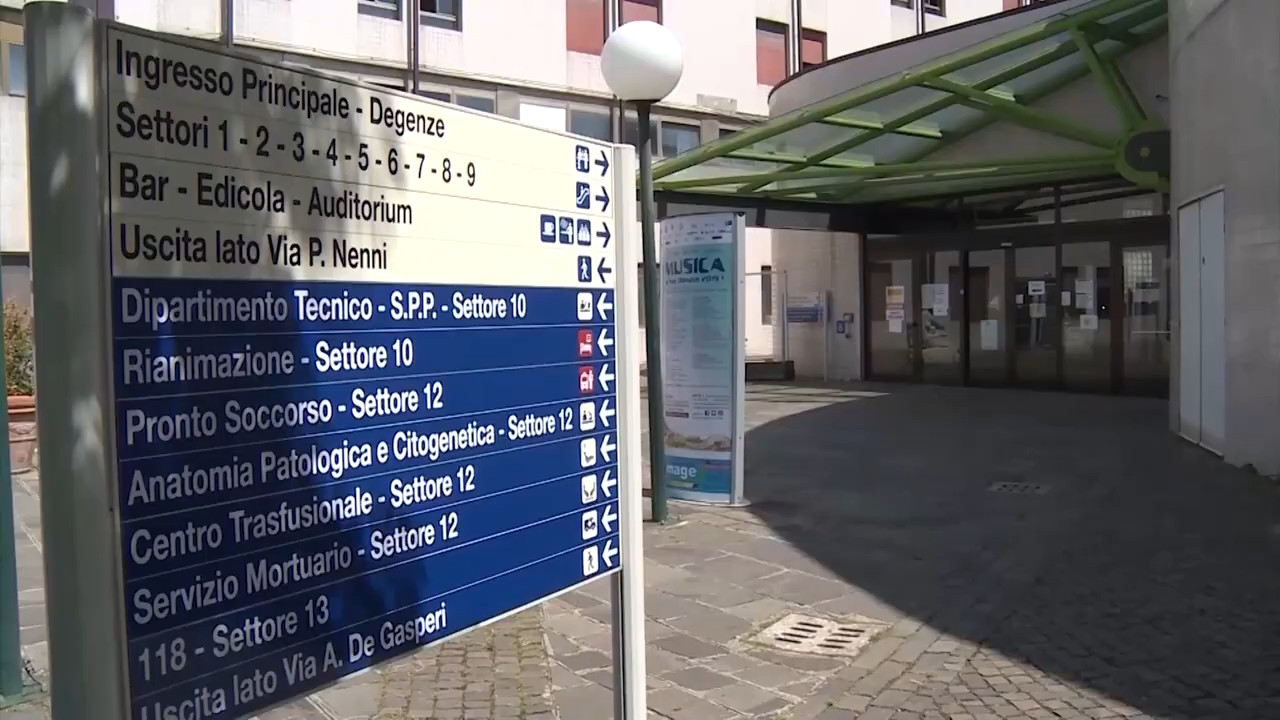 Ingresso Principale - Degenze
Settori 1 - 2 - 3 - 4 - 5 - 6 - 7 - 8 - 9
Bar - Edicola - Auditorium
Uscita lato Via P. Nenni
Dipartimento Tecnico - S.P.P. - Settore 10
Rianimazione - Settore 10
Pronto Soccorso - Settore 12
Anatomia Patologica e Citogenetica - Settore 12
Centro Trasfusionale - Settore 12
Servizio Mortuario - Settore 12
118 - Settore 13
Uscita lato Via A. De Gasperi
MUSICA
mage